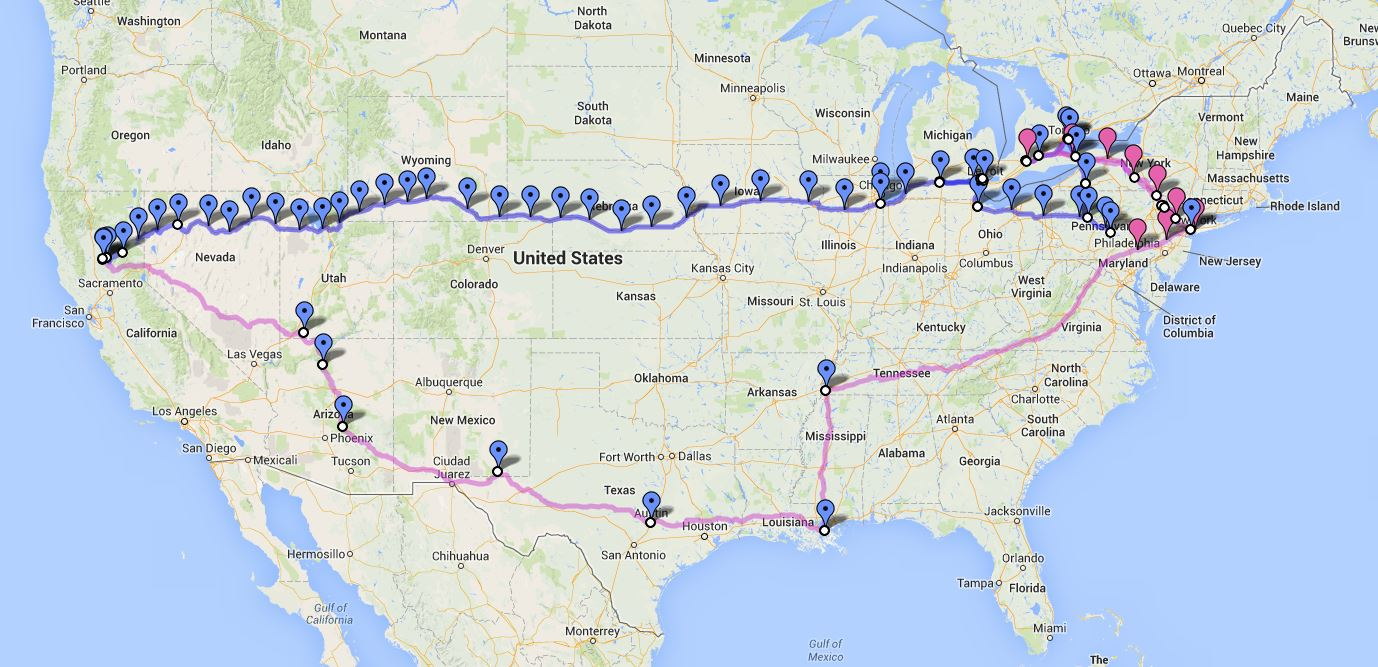 Seattle
Washington
North
Dakota
Quebec City
New
Brunsw
Montana
Minnesota
Portland
Ottawa
Montreal
Minneapolis
Maine
South
Dakota
Wisconsin
Vermont
Oregon
Idaho
Michigan
Wyoming
Milwaukee
New
Hampshire
New York
Massachusetts
Iowa
Rhode Island
Nevada
Denver
United States
Illinois
Indiana
Ohio
Philadelphia
Indianapolis
Columbus
Maryland
New Jersey
Sacramento
Utah
Colorado
Kansas City
West
Virginia
Delaware
San
Francisco
Kansas
Missouri
St. Louis
District of
Columbia
California
Kentucky
Virginia
Las Vegas
Albuquerque
Oklahoma
Arkansas
Tennessee
North
Carolina
Charlotte
Los Angeles
Arizona
Phoenix
New Mexico
Atlanta
South
Carolina
San Diego
Mexicali
Tucson
Ciudad
Juarez
Fort Worth
Dallas
Mississippi
Alabama
Georgia
Texas
Austin
Houston
Louisiana
Jacksonville
Hermosillo
Chihuahua
San Antonio
Orlando
Tampa
Florida
Gulf of
California
Monterrey
Miami
Gulf of
Mexico
The